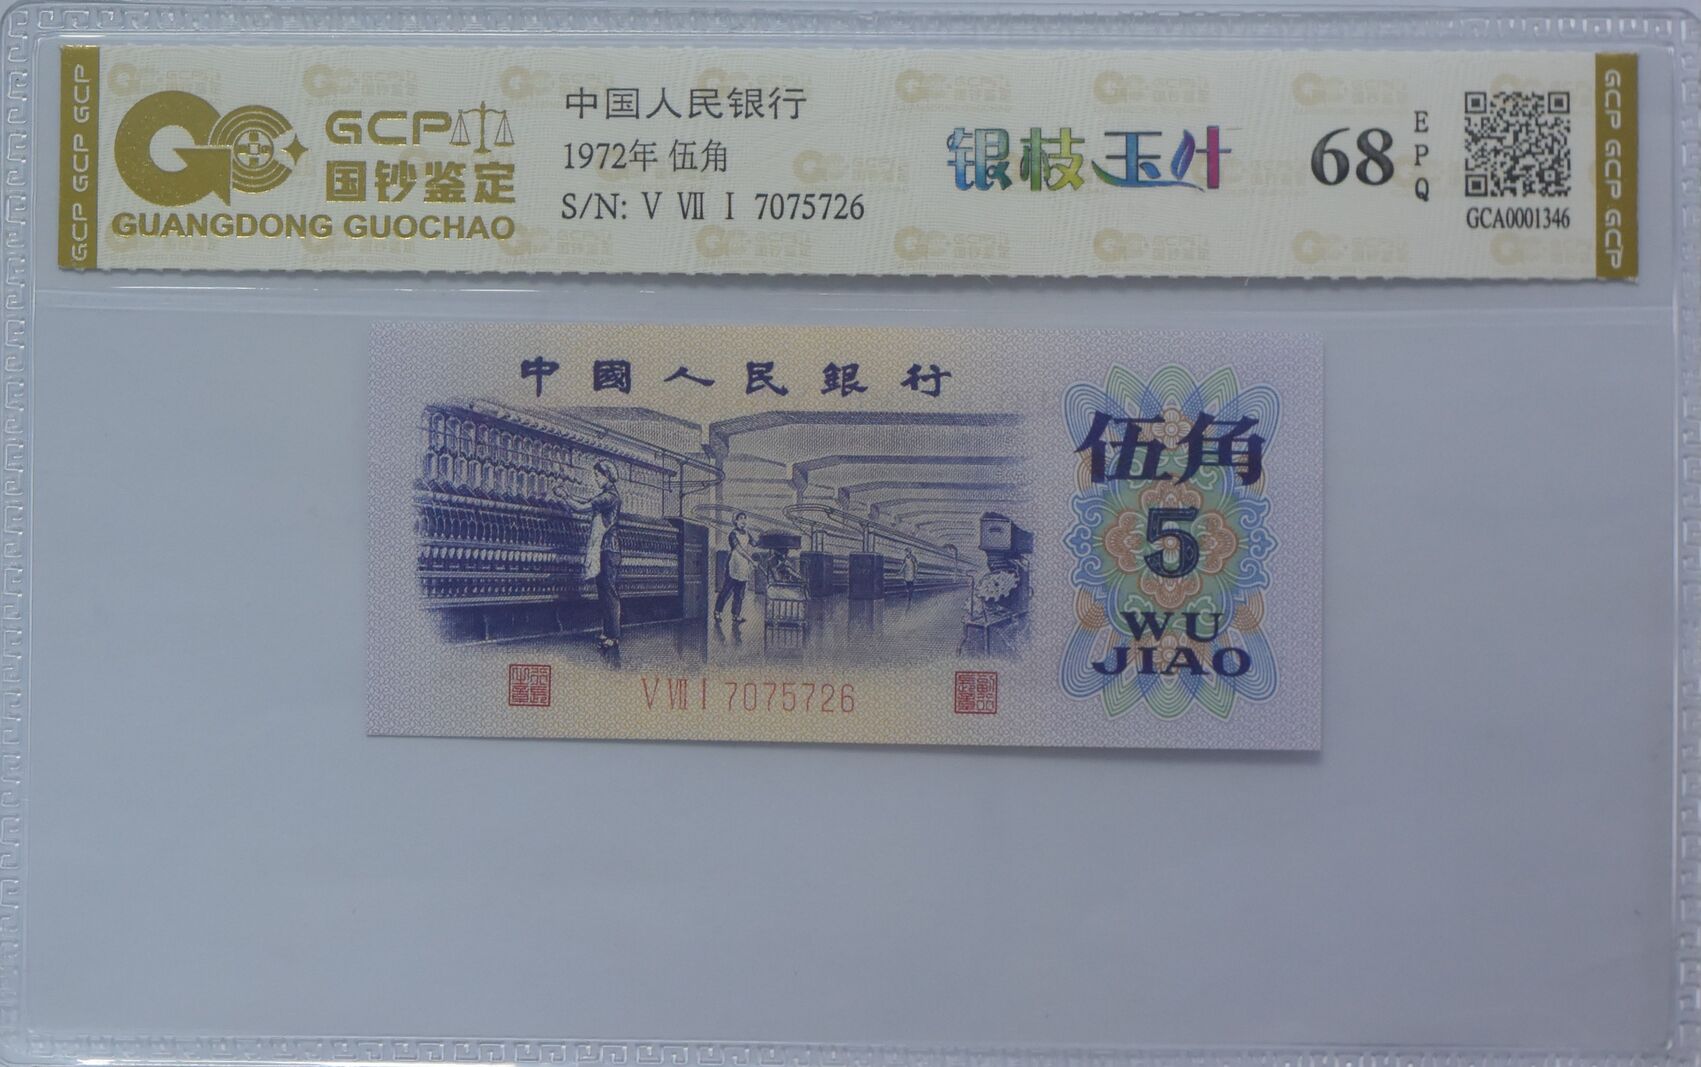 GCP GCP GCP
GCP
国钞鉴定
GUANGDONG GUOCHAO
中国人民银行
1972年 伍角
S/N: V Ⅶ I 7075726
银枝玉叶
68
EPQ
GCA0001346
GCP GCP GCP
中國人民銀行
伍角
5
WU
JIAO
V Ⅶ I 7075726